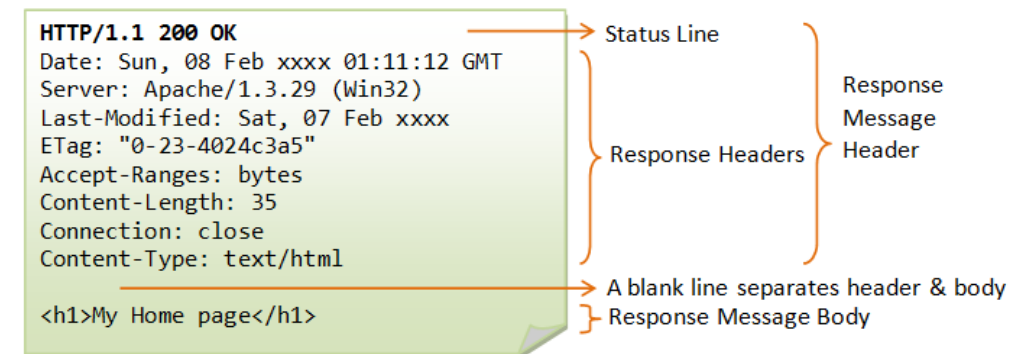 HTTP/1.1 200 OK
Date: Sun, 08 Feb xxxx 01:11:12 GMT
Server: Apache/1.3.29 (Win32)
Last-Modified: Sat, 07 Feb xxxx
ETag: "0-23-4024c3a5"
Accept-Ranges: bytes
Content-Length: 35
Connection: close
Content-Type: text/html
<h1>My Home page</h1>
Status Line
Response Headers
Response
Message
Header
A blank line separates header & body
Response Message Body